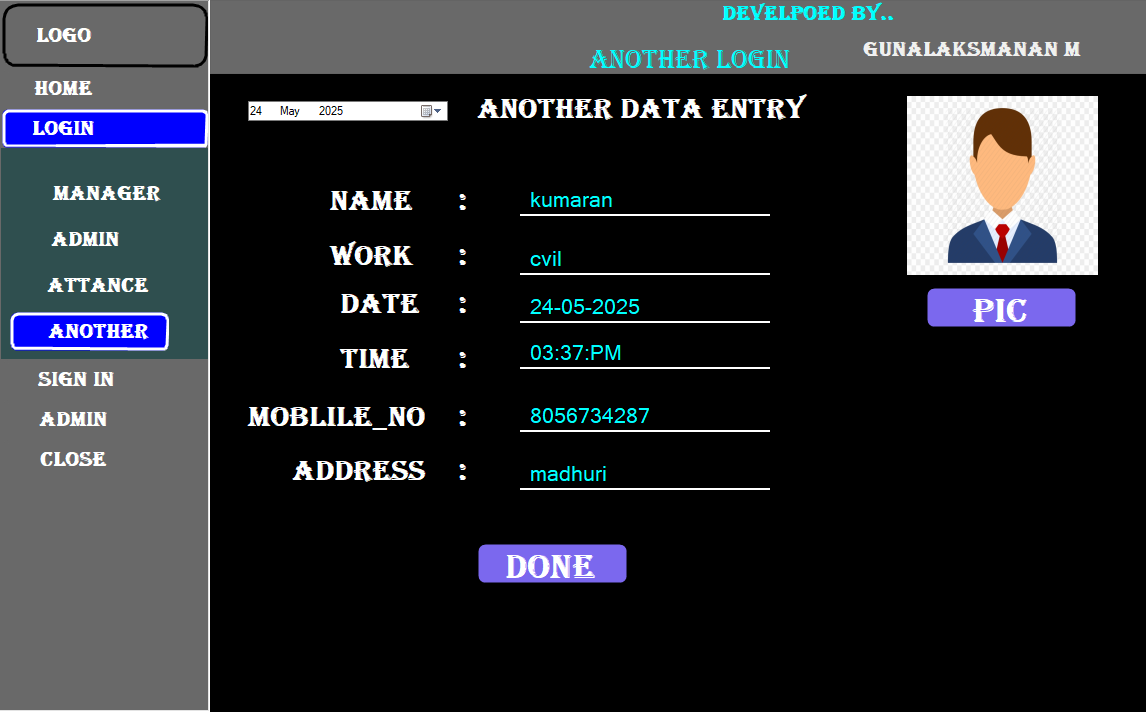 LOGO
HOME
LOGIN
MANAGER
ADMIN
ATTANCE
ANOTHER
SIGN IN
ADMIN
CLOSE
DEVELPOED BY..
ANOTHER LOGIN
GUNALAKSMANAN M
24 May 2025
ANOTHER DATA ENTRY
NAME : kumaran
WORK : cvil
DATE : 24-05-2025
TIME : 03:37:PM
MOBLILE_NO : 8056734287
ADDRESS : madhuri
PIC
DONE